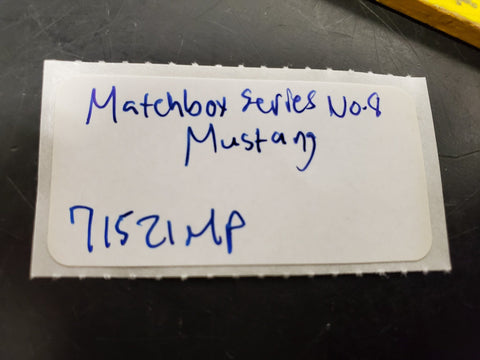 Matchbox Series No.8
Mustang
71521MP